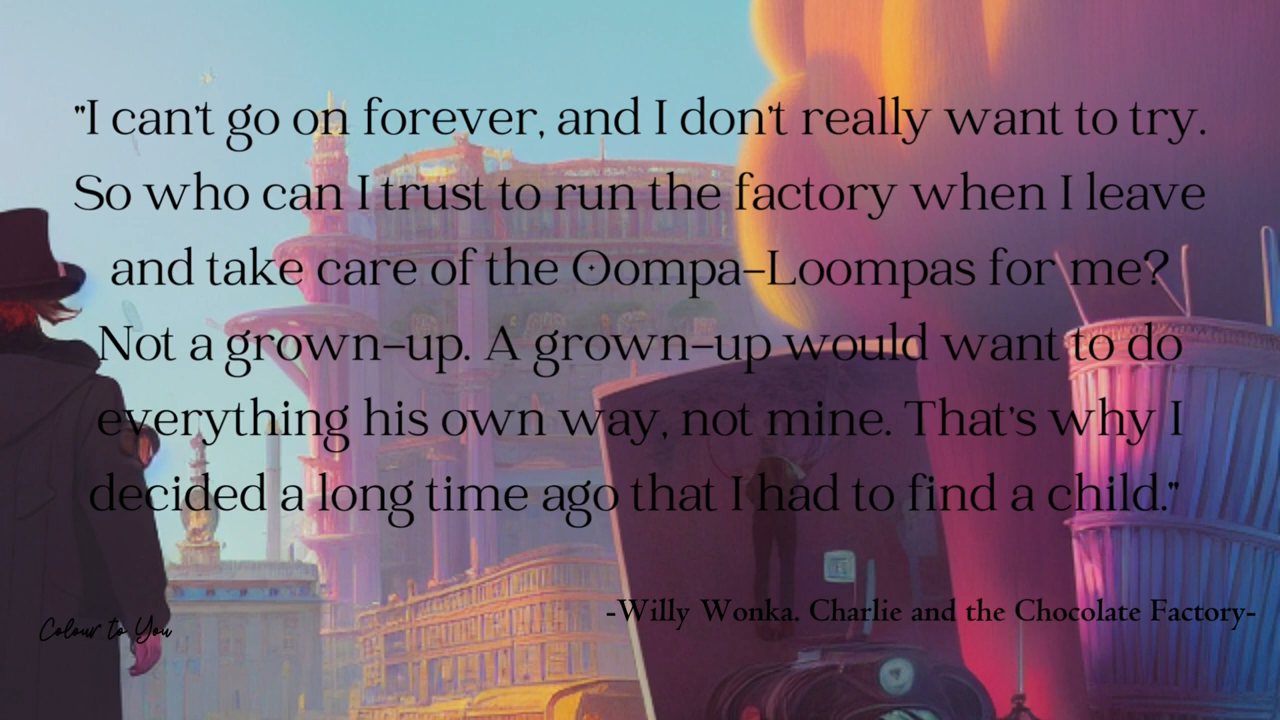 "I can't go on forever, and I don't really want to try.
So who can I trust to run the factory when I leave
and take care of the Oompa-Loompas for me?
Not a grown-up. A grown-up would want to do
everything his own way, not mine. That's why I
decided a long time ago that I had to find a child."
-Willy Wonka. Charlie and the Chocolate Factory-
Colour to You